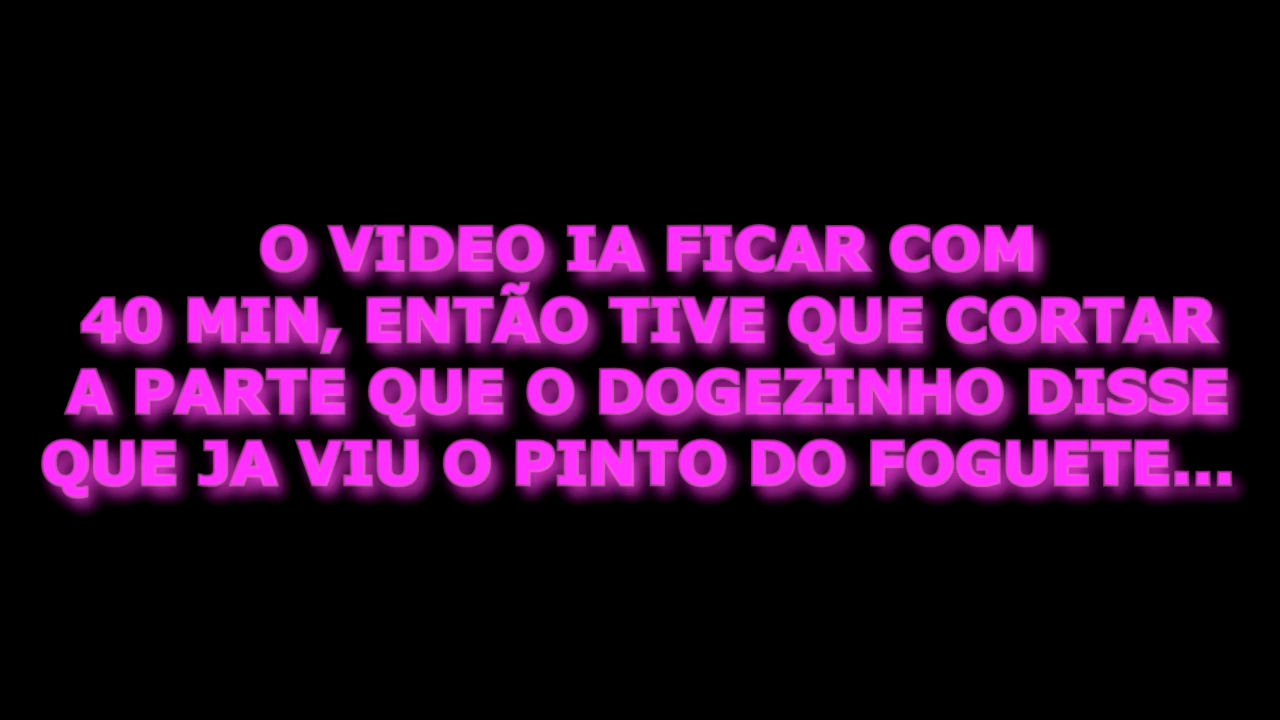 O VIDEO IA FICAR COM
40 MIN, ENTÃO TIVE QUE CORTAR
A PARTE QUE O DOGEZINHO DISSE
QUE JA VIU O PINTO DO FOGUETE...